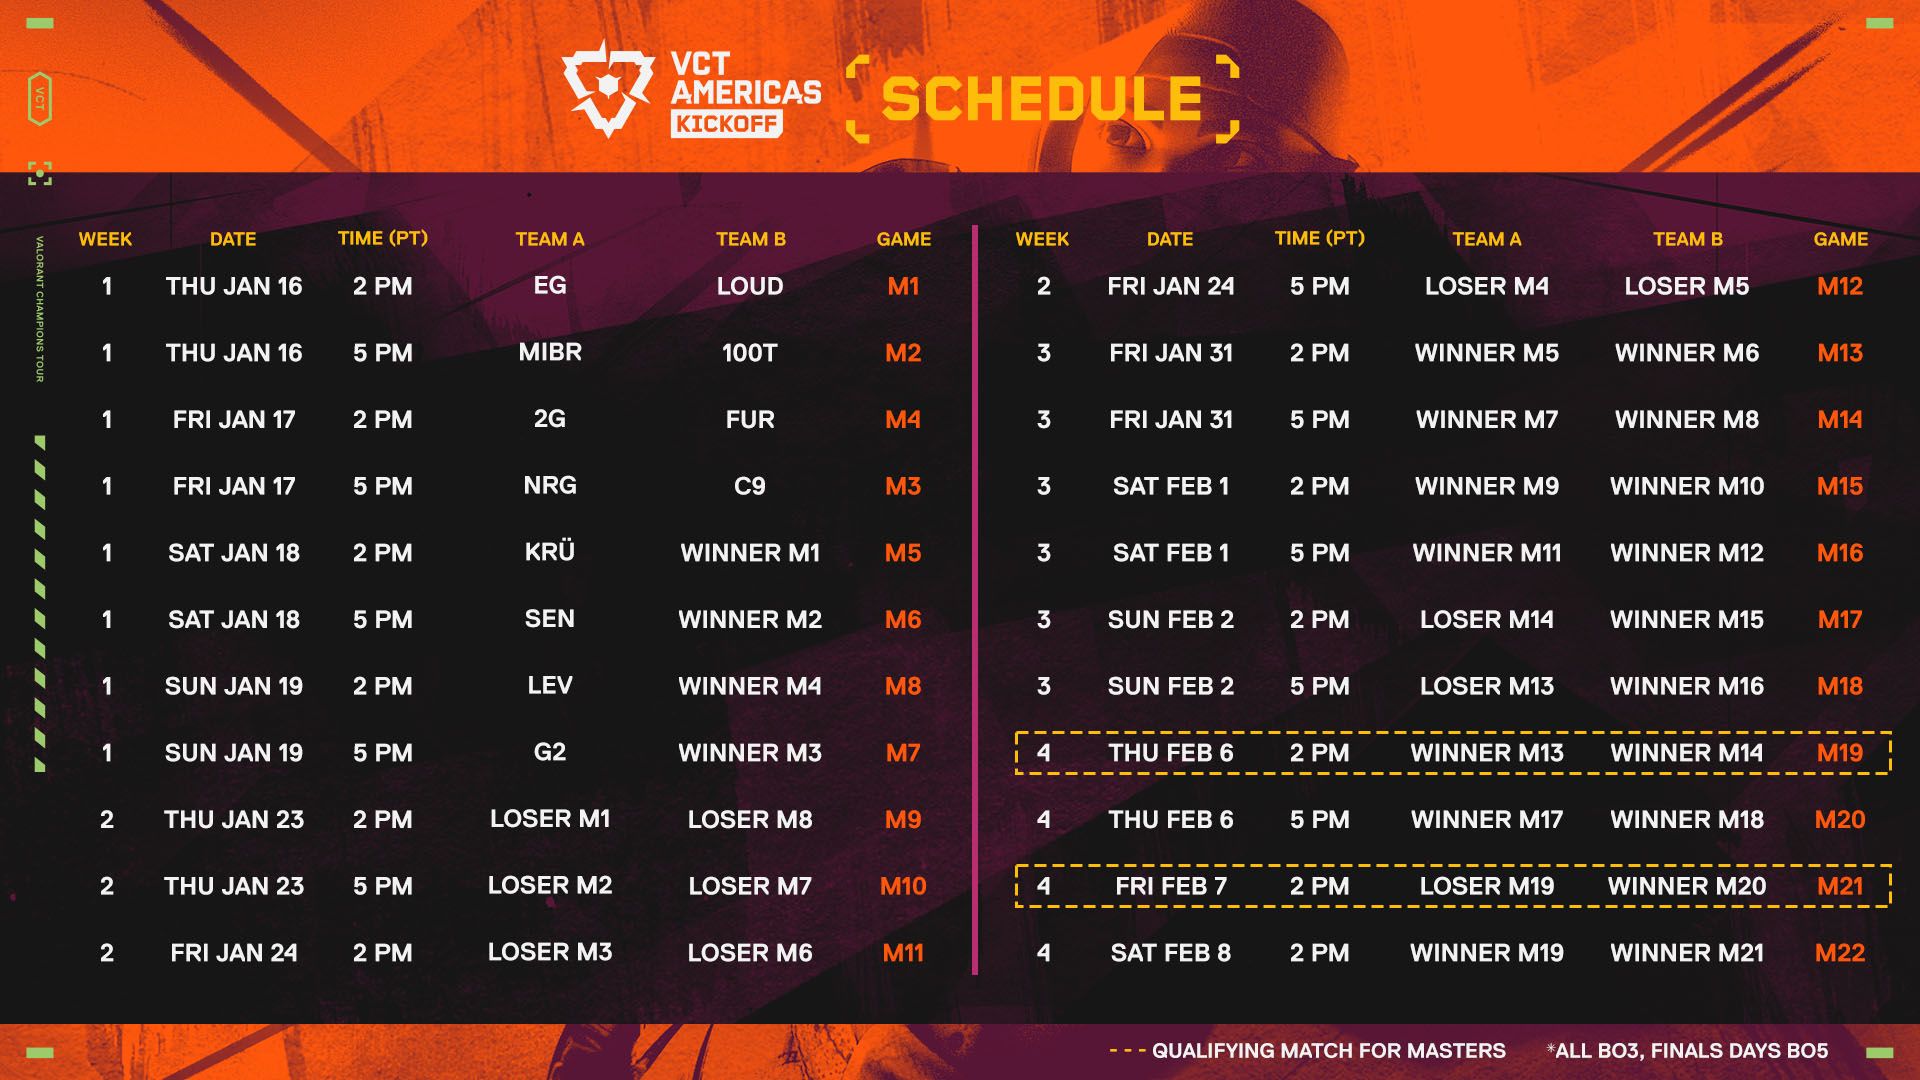 VCT
AMERICAS
KICKOFF
SCHEDULE
VCT
VALORANT CHAMPIONS TOUR
WEEK DATE TIME (PT) TEAM A TEAM B GAME
1 THU JAN 16 2 PM EG LOUD M1
1 THU JAN 16 5 PM MIBR 100T M2
1 FRI JAN 17 2 PM 2G FUR M4
1 FRI JAN 17 5 PM NRG C9 M3
1 SAT JAN 18 2 PM KRÜ WINNER M1 M5
1 SAT JAN 18 5 PM SEN WINNER M2 M6
1 SUN JAN 19 2 PM LEV WINNER M4 M8
1 SUN JAN 19 5 PM G2 WINNER M3 M7
2 THU JAN 23 2 PM LOSER M1 LOSER M8 M9
2 THU JAN 23 5 PM LOSER M2 LOSER M7 M10
2 FRI JAN 24 2 PM LOSER M3 LOSER M6 M11
WEEK DATE TIME (PT) TEAM A TEAM B GAME
2 FRI JAN 24 5 PM LOSER M4 LOSER M5 M12
3 FRI JAN 31 2 PM WINNER M5 WINNER M6 M13
3 FRI JAN 31 5 PM WINNER M7 WINNER M8 M14
3 SAT FEB 1 2 PM WINNER M9 WINNER M10 M15
3 SAT FEB 1 5 PM WINNER M11 WINNER M12 M16
3 SUN FEB 2 2 PM LOSER M14 WINNER M15 M17
3 SUN FEB 2 5 PM LOSER M13 WINNER M16 M18
4 THU FEB 6 2 PM WINNER M13 WINNER M14 M19
4 THU FEB 6 5 PM WINNER M17 WINNER M18 M20
4 FRI FEB 7 2 PM LOSER M19 WINNER M20 M21
4 SAT FEB 8 2 PM WINNER M19 WINNER M21 M22
--- QUALIFYING MATCH FOR MASTERS *ALL BO3, FINALS DAYS BO5